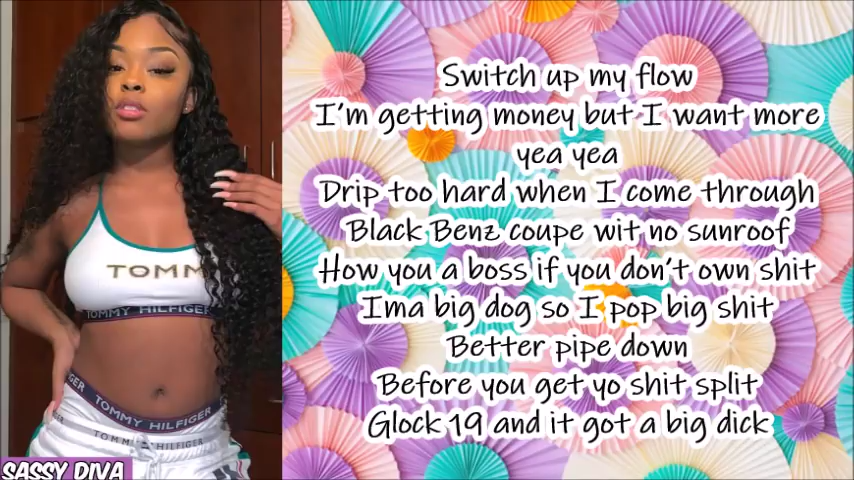 Switch up my flow
I'm getting money but I want more
yea yea
Drip too hard when I come through
Black Benz coupe wit no sunroof
How you a boss if you don't own shit
Ima big dog so I pop big shit
Better pipe down
Before you get yo shit split
Glock 19 and it got a big dick
TOMM
TOMMY HILFIGER
GER
TOMMY HILFIGER
TOMM
HILFIGER
SASSY DIVA